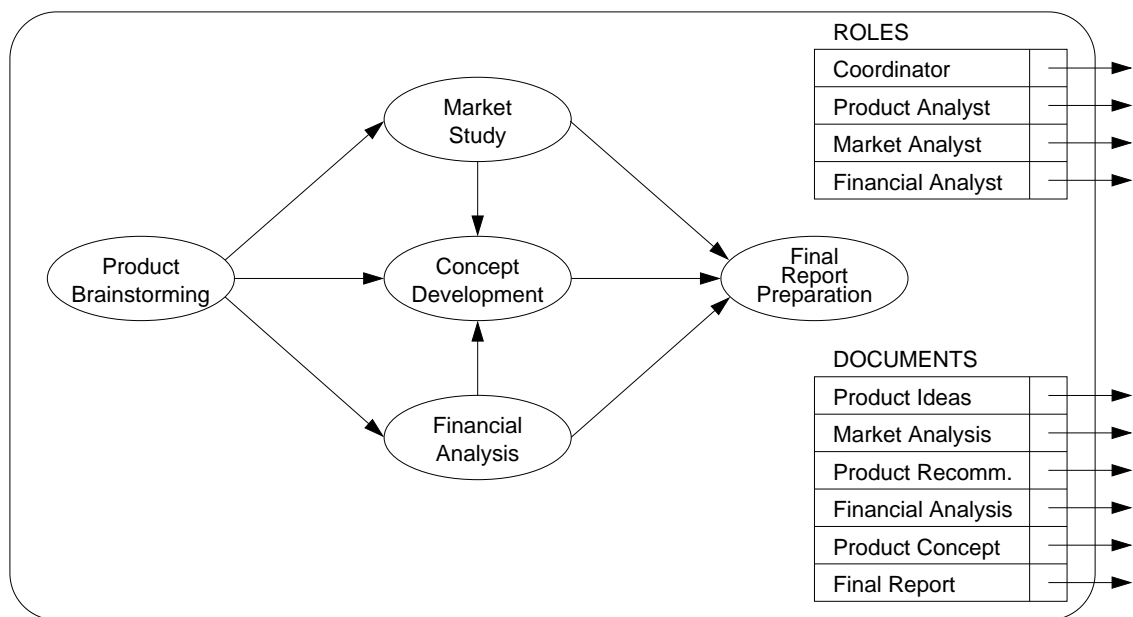 Market
Study
Product
Brainstorming
Concept
Development
Final
Report
Preparation
Financial
Analysis
ROLES
Coordinator
Product Analyst
Market Analyst
Financial Analyst
DOCUMENTS
Product Ideas
Market Analysis
Product Recomm.
Financial Analysis
Product Concept
Final Report